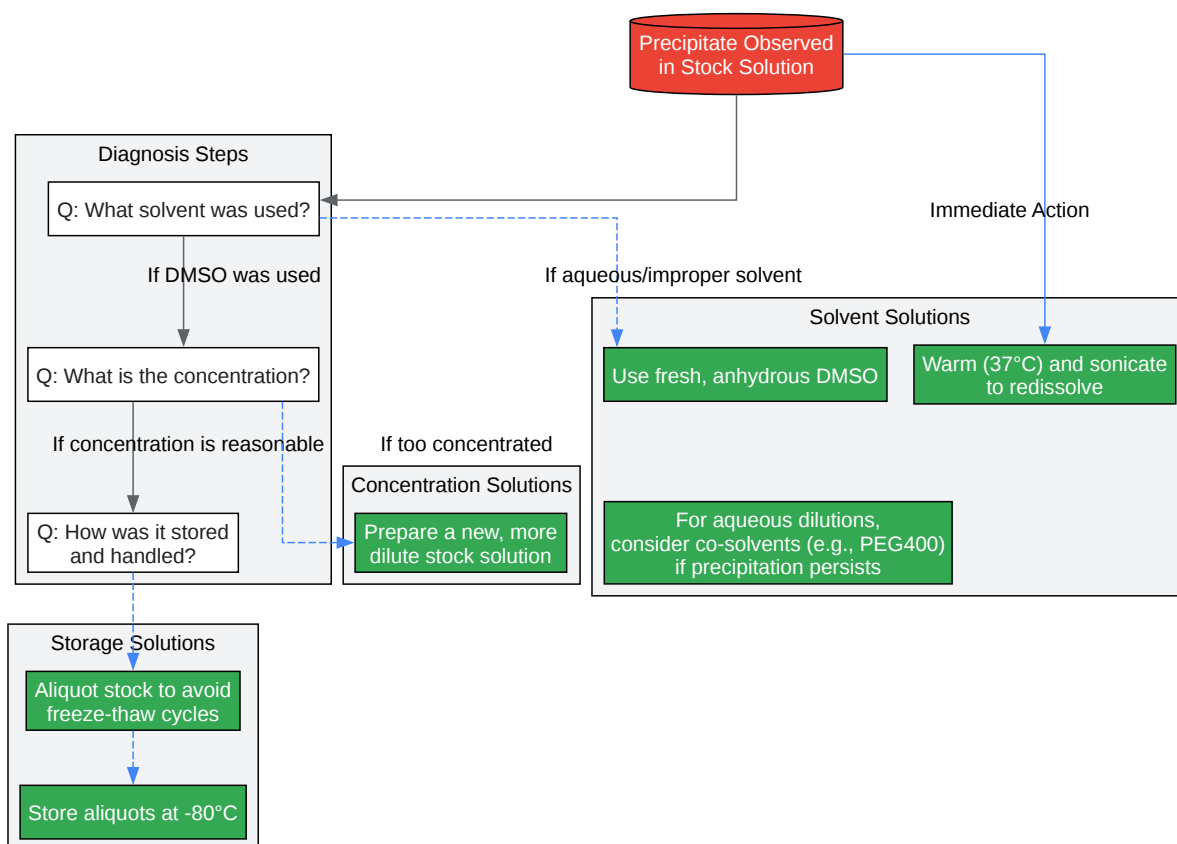 Precipitate Observed
in Stock Solution
Diagnosis Steps
Q: What solvent was used?
Immediate Action
If DMSO was used
If aqueous/improper solvent
Solvent Solutions
Q: What is the concentration?
Use fresh, anhydrous DMSO
Warm (37°C) and sonicate
to redissolve
If concentration is reasonable
If too concentrated
Concentration Solutions
Q: How was it stored
and handled?
Prepare a new, more
dilute stock solution
For aqueous dilutions,
consider co-solvents (e.g., PEG400)
if precipitation persists
Storage Solutions
Aliquot stock to avoid
freeze-thaw cycles
Store aliquots at -80°C